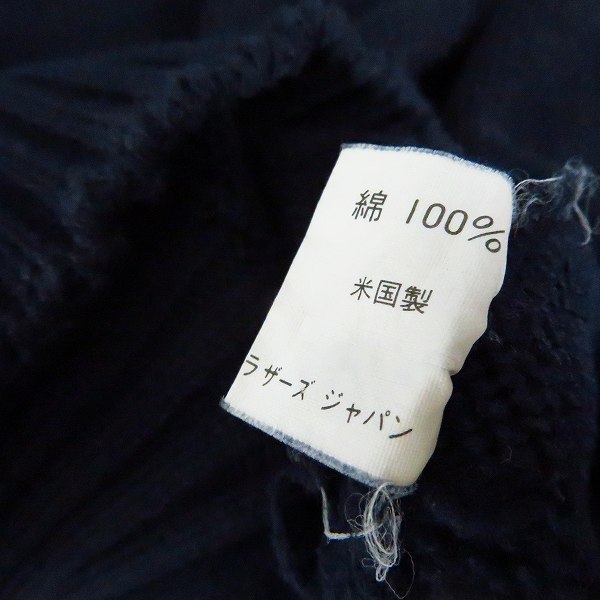 綿 100%
米国製
ラザーズ ジャパン